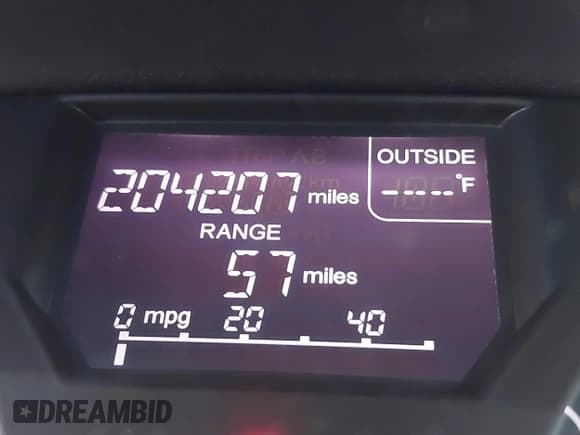 OUTSIDE
204207 miles
-----°F
RANGE
57 miles
0 mpg 20 40
DREAMBID